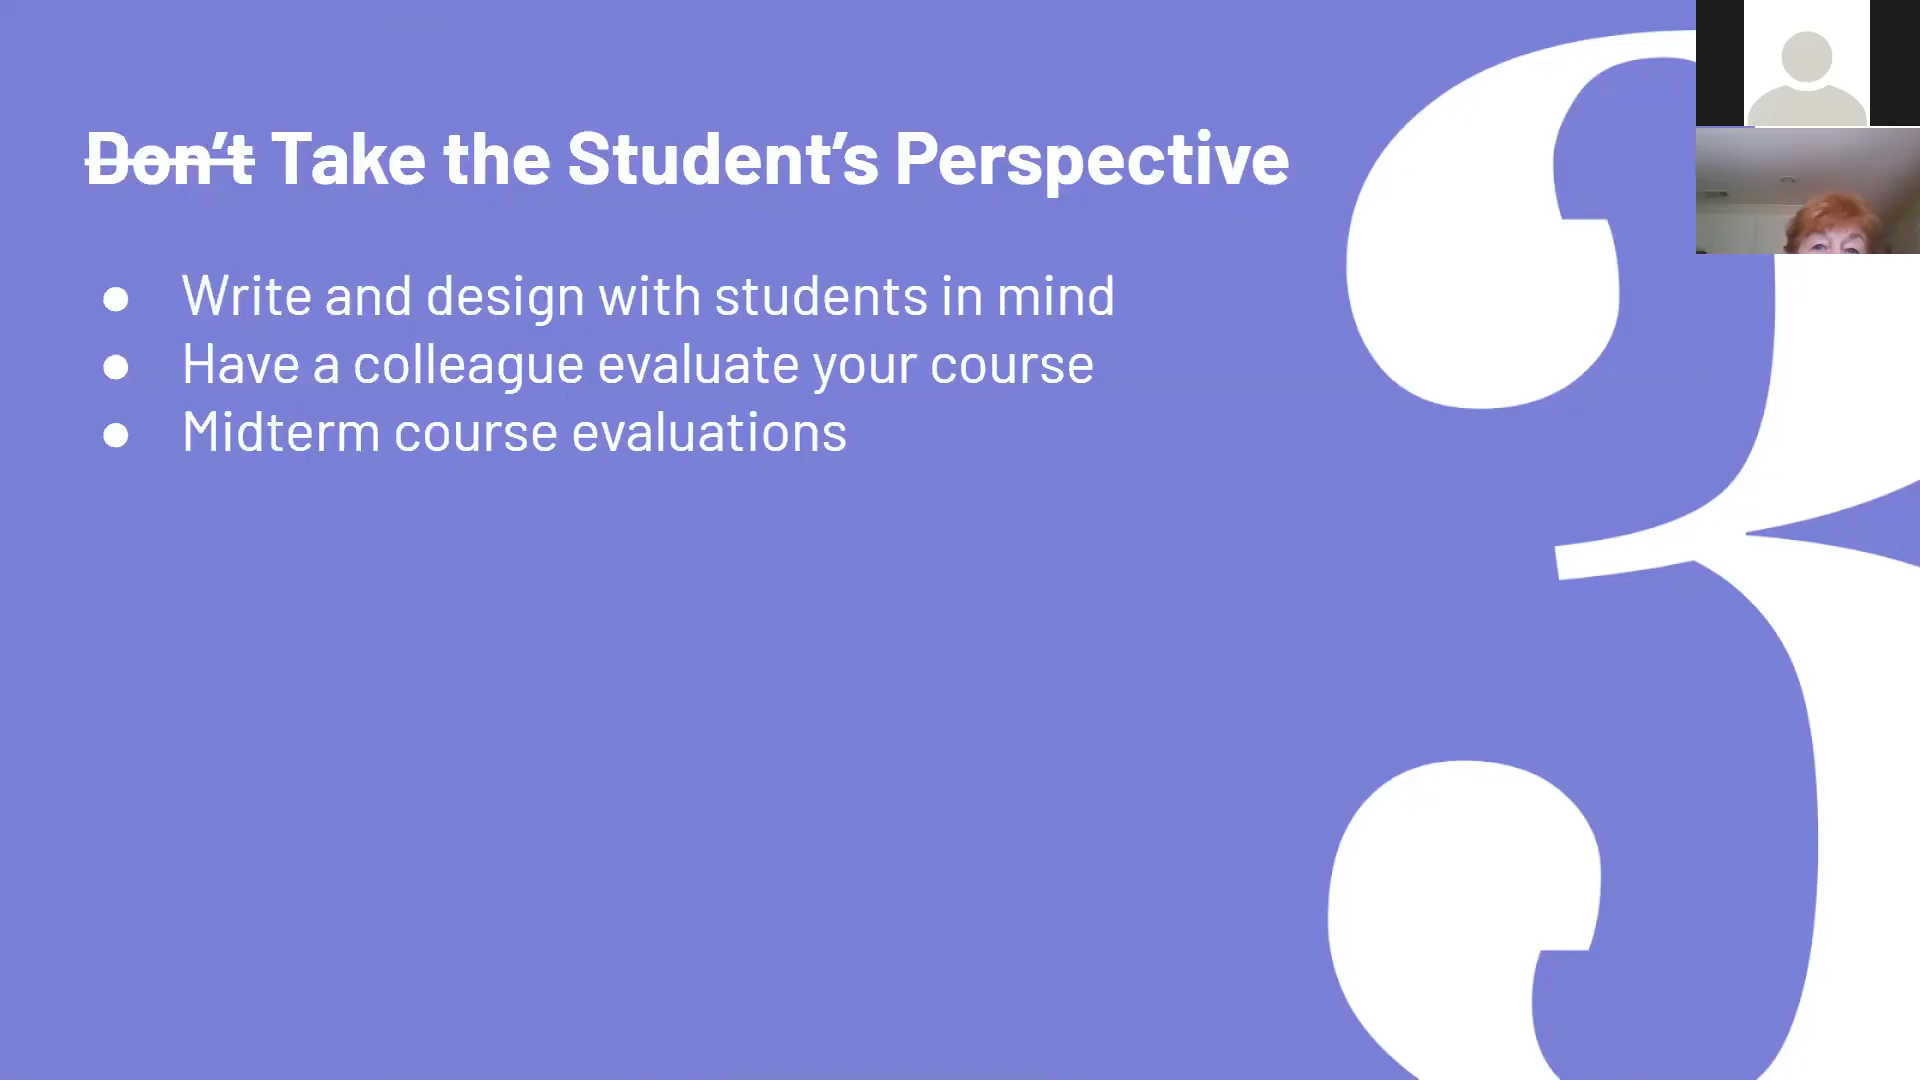 Don’t Take the Student’s Perspective
● Write and design with students in mind
● Have a colleague evaluate your course
● Midterm course evaluations
3